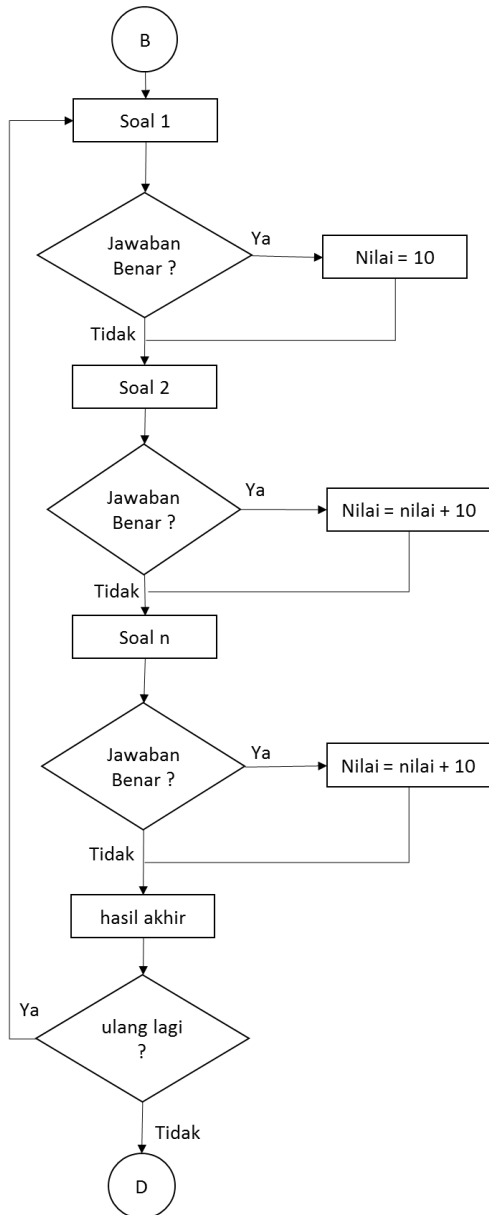 B
Soal 1
Jawaban
Benar ?
Ya
Nilai = 10
Tidak
Soal 2
Jawaban
Benar ?
Ya
Nilai = nilai + 10
Tidak
Soal n
Jawaban
Benar ?
Ya
Nilai = nilai + 10
Tidak
hasil akhir
Ya
ulang lagi
?
Tidak
D